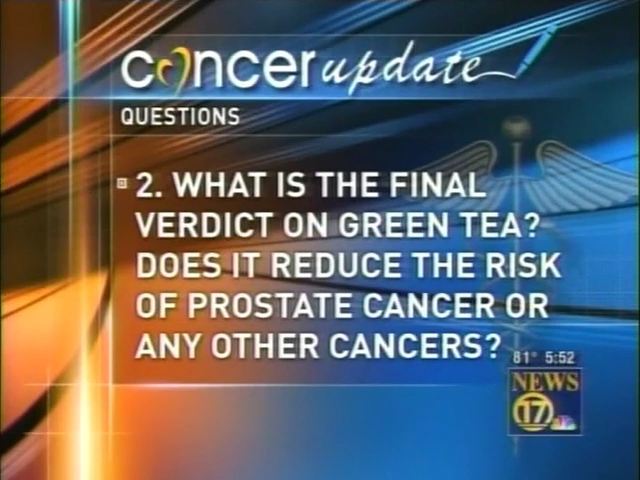 cancer update
QUESTIONS
2. WHAT IS THE FINAL
VERDICT ON GREEN TEA?
DOES IT REDUCE THE RISK
OF PROSTATE CANCER OR
ANY OTHER CANCERS?
81° 5:52
NEWS
17